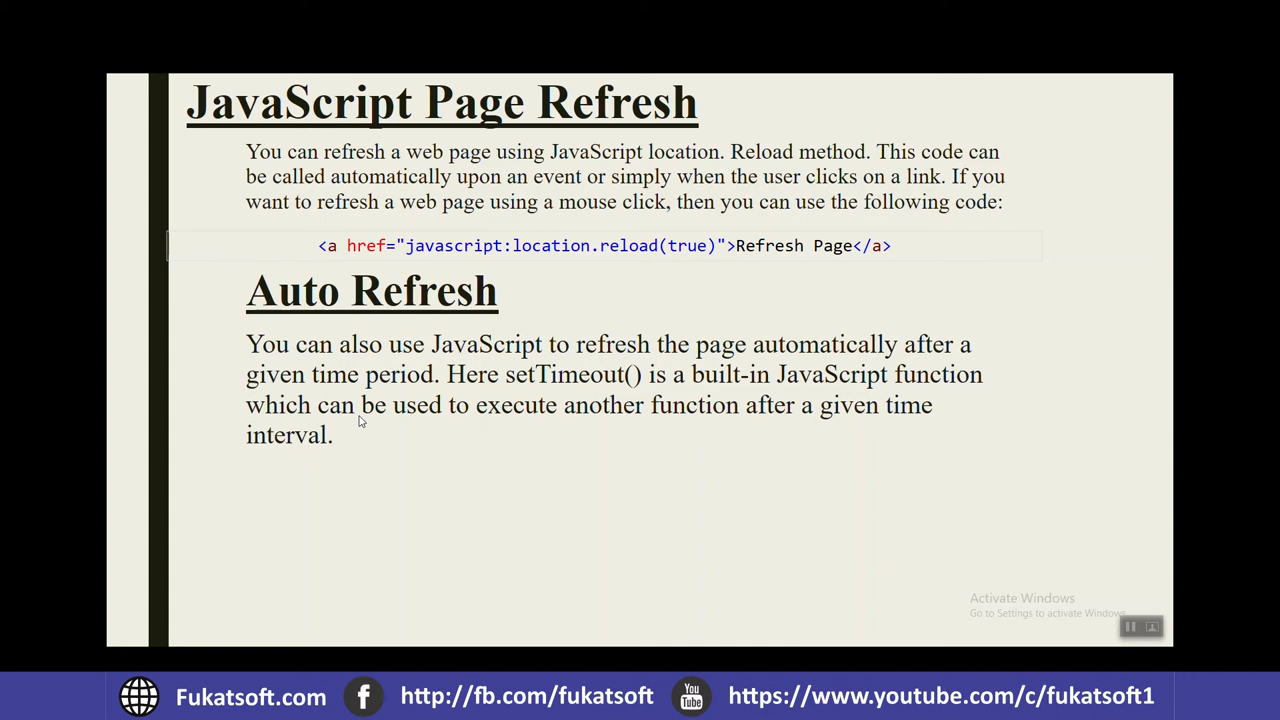 JavaScript Page Refresh
You can refresh a web page using JavaScript location. Reload method. This code can
be called automatically upon an event or simply when the user clicks on a link. If you
want to refresh a web page using a mouse click, then you can use the following code:
<a href="javascript:location.reload(true)">Refresh Page</a>
Auto Refresh
You can also use JavaScript to refresh the page automatically after a
given time period. Here setTimeout() is a built-in JavaScript function
which can be used to execute another function after a given time
interval.
Activate Windows
Go to Settings to activate Windows.
Fukatsoft.com
f
http://fb.com/fukatsoft
You
Tube
https://www.youtube.com/c/fukatsoft1